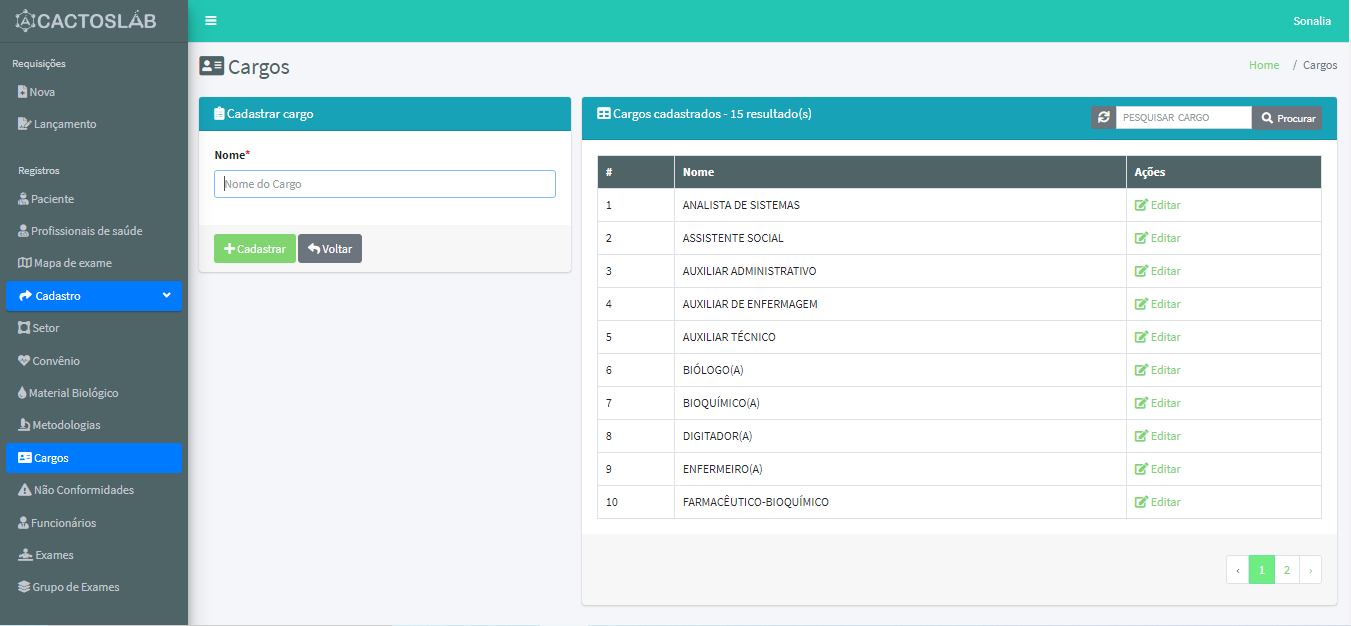 CACTOSLAB
Sonalia
Requisições
Nova
Lançamento
Registros
Paciente
Profissionais de saúde
Mapa de exame
Cadastro
Setor
Convênio
Material Biológico
Metodologias
Cargos
Não Conformidades
Funcionários
Exames
Grupo de Exames
Cargos
Home / Cargos
Cadastrar cargo
Nome*
Nome do Cargo
Cadastrar Voltar
Cargos cadastrados - 15 resultado(s)
PESQUISAR CARGO Procurar
# Nome Ações
1 ANALISTA DE SISTEMAS Editar
2 ASSISTENTE SOCIAL Editar
3 AUXILIAR ADMINISTRATIVO Editar
4 AUXILIAR DE ENFERMAGEM Editar
5 AUXILIAR TÉCNICO Editar
6 BIÓLOGO(A) Editar
7 BIOQUÍMICO(A) Editar
8 DIGITADOR(A) Editar
9 ENFERMEIRO(A) Editar
10 FARMACÊUTICO-BIOQUÍMICO Editar
‹ 1 2 ›